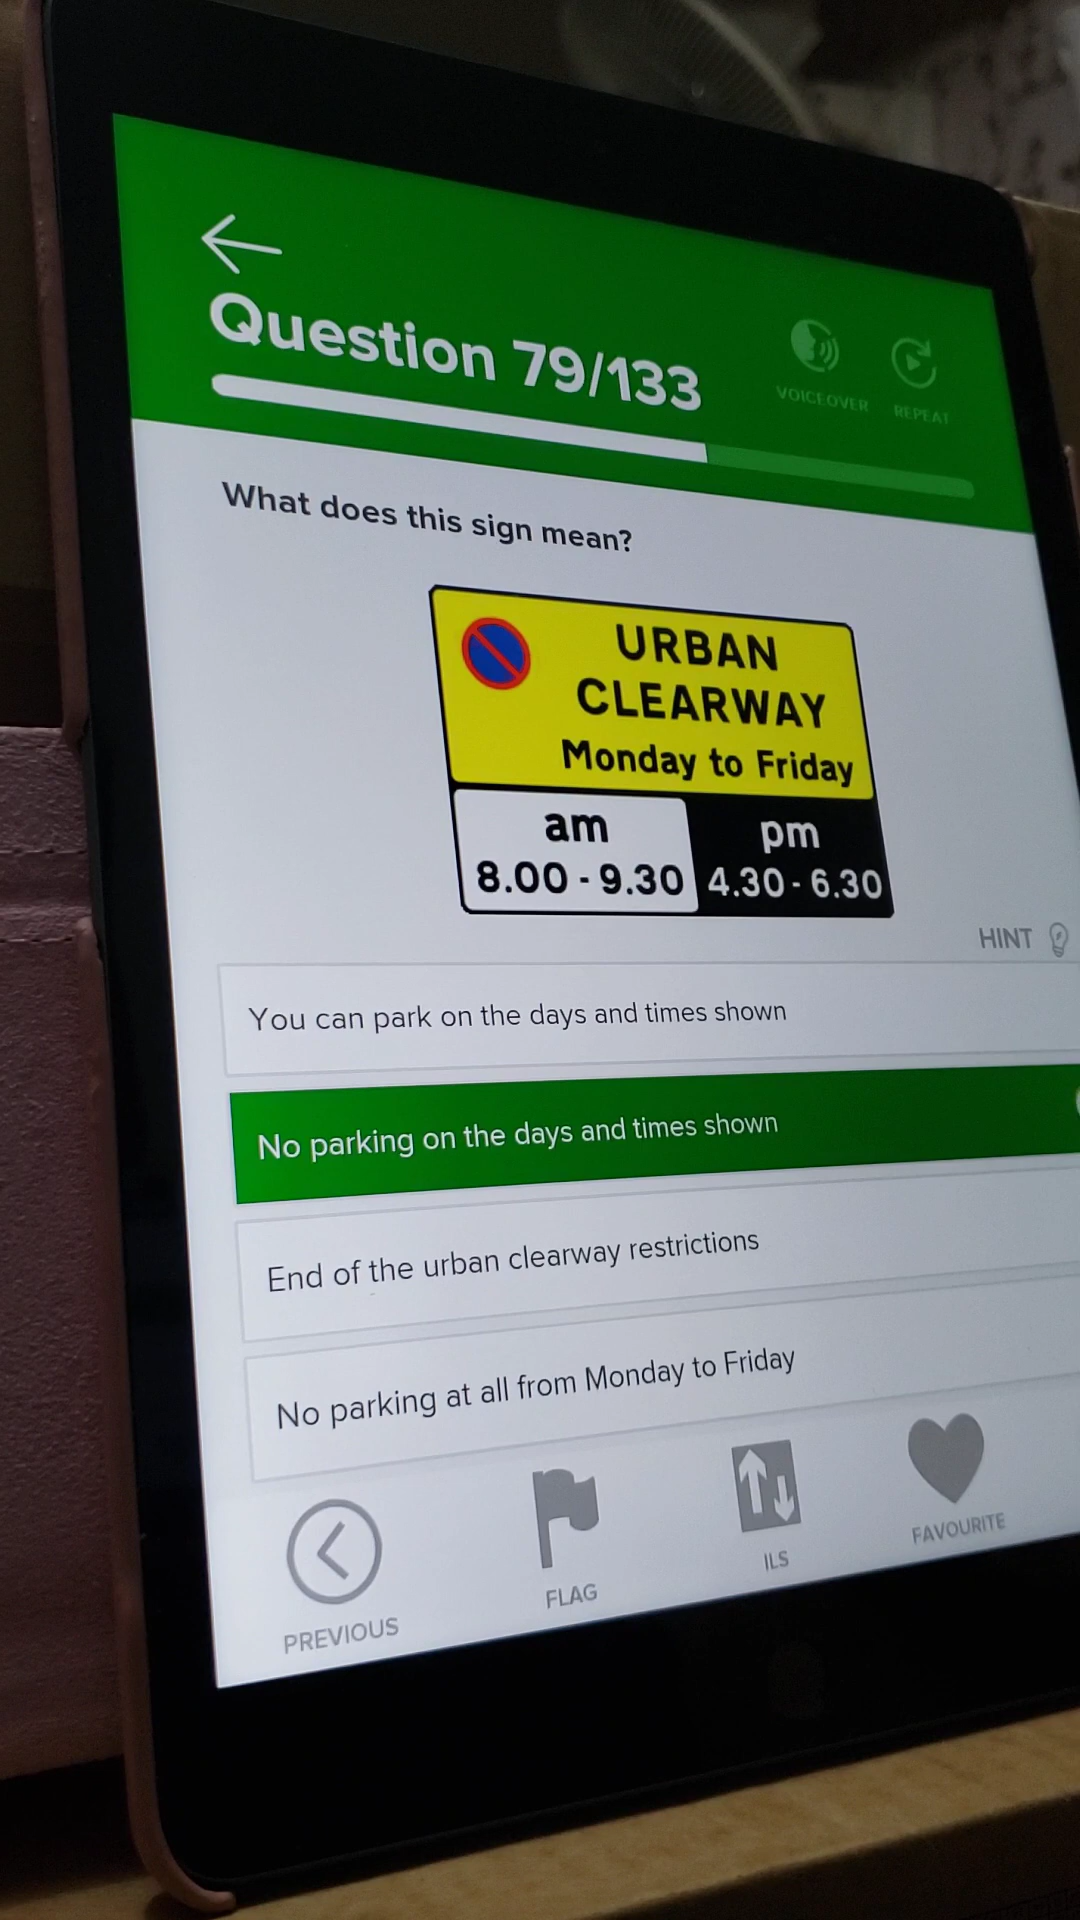 Question 79/133
VOICEOVER
REPEAT
What does this sign mean?
URBAN
CLEARWAY
Monday to Friday
am
8.00 - 9.30
pm
4.30 - 6.30
HINT
You can park on the days and times shown
No parking on the days and times shown
End of the urban clearway restrictions
No parking at all from Monday to Friday
PREVIOUS
FLAG
ILS
FAVOURITE